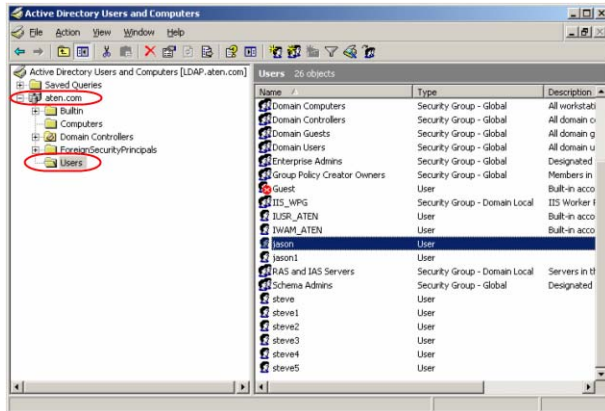 Active Directory Users and Computers
File Action View Window Help
Active Directory Users and Computers [LDAP.aten.com]
Saved Queries
aten.com
Builtin
Computers
Domain Controllers
ForeignSecurityPrincipals
Users
Users 26 objects
Name Type Description
Domain Computers Security Group - Global All workstati
Domain Controllers Security Group - Global All domain c
Domain Guests Security Group - Global All domain g
Domain Users Security Group - Global All domain u
Enterprise Admins Security Group - Global Designated
Group Policy Creator Owners Security Group - Global Members in
Guest User Built-in acco
IIS_WPG Security Group - Domain Local IIS Worker
IUSR_ATEN User Built-in acco
IWAM_ATEN User Built-in acco
jason User
jason1 User
RAS and IAS Servers Security Group - Domain Local Servers in th
Schema Admins Security Group - Global Designated
steve User
steve1 User
steve2 User
steve3 User
steve4 User
steve5 User